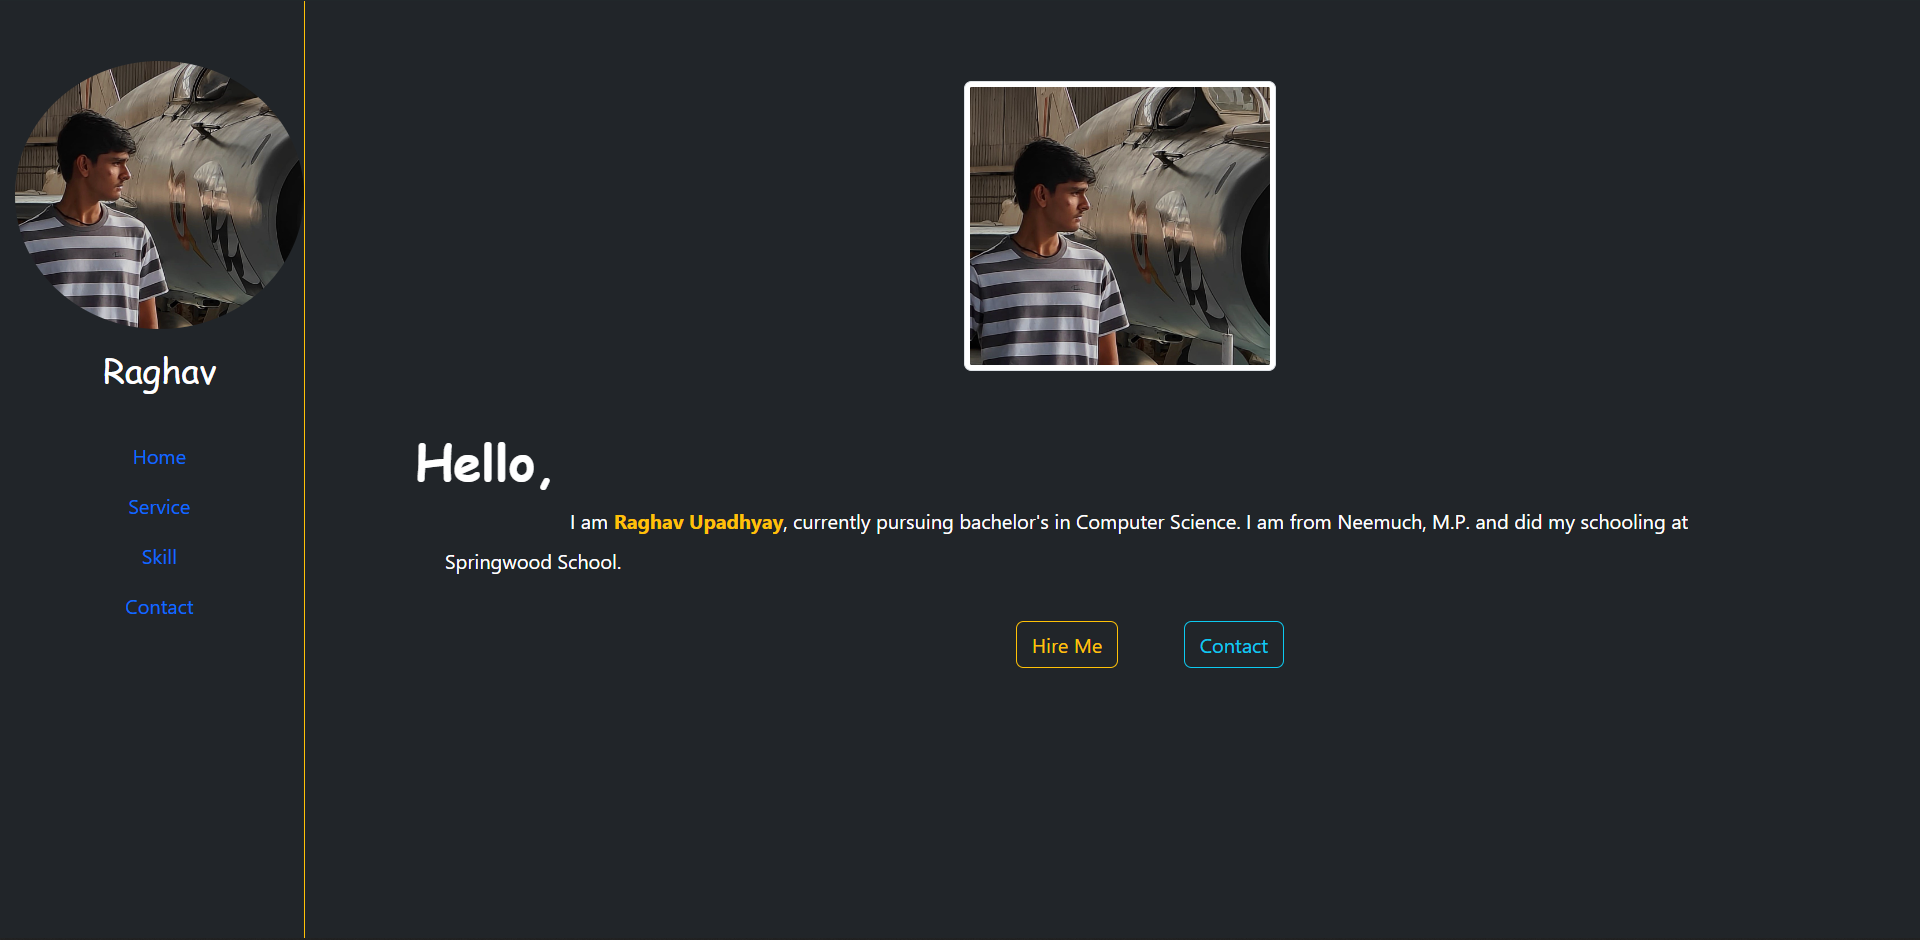 Raghav
Home
Service
Skill
Contact
Hello,
I am Raghav Upadhyay, currently pursuing bachelor's in Computer Science. I am from Neemuch, M.P. and did my schooling at
Springwood School.
Hire Me
Contact